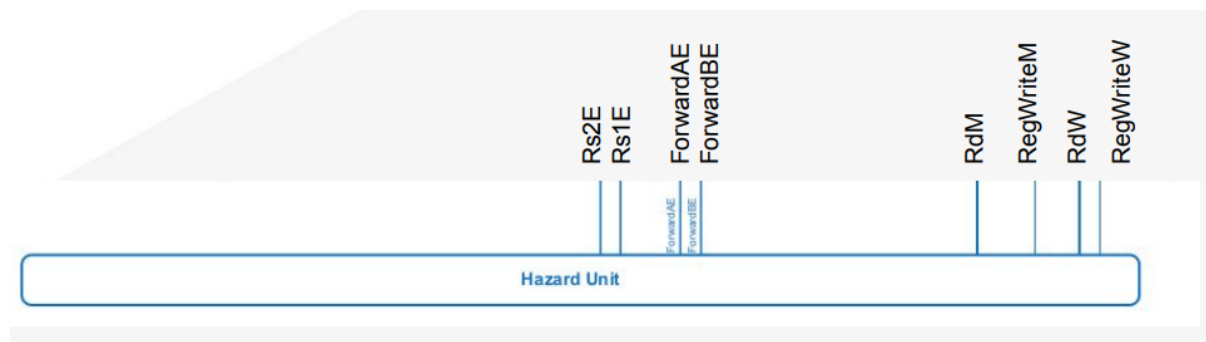 Rs2E
Rs1E
ForwardAE
ForwardBE
RdM
RegWriteM
RdW
RegWriteW
ForwardAE
ForwardBE
Hazard Unit